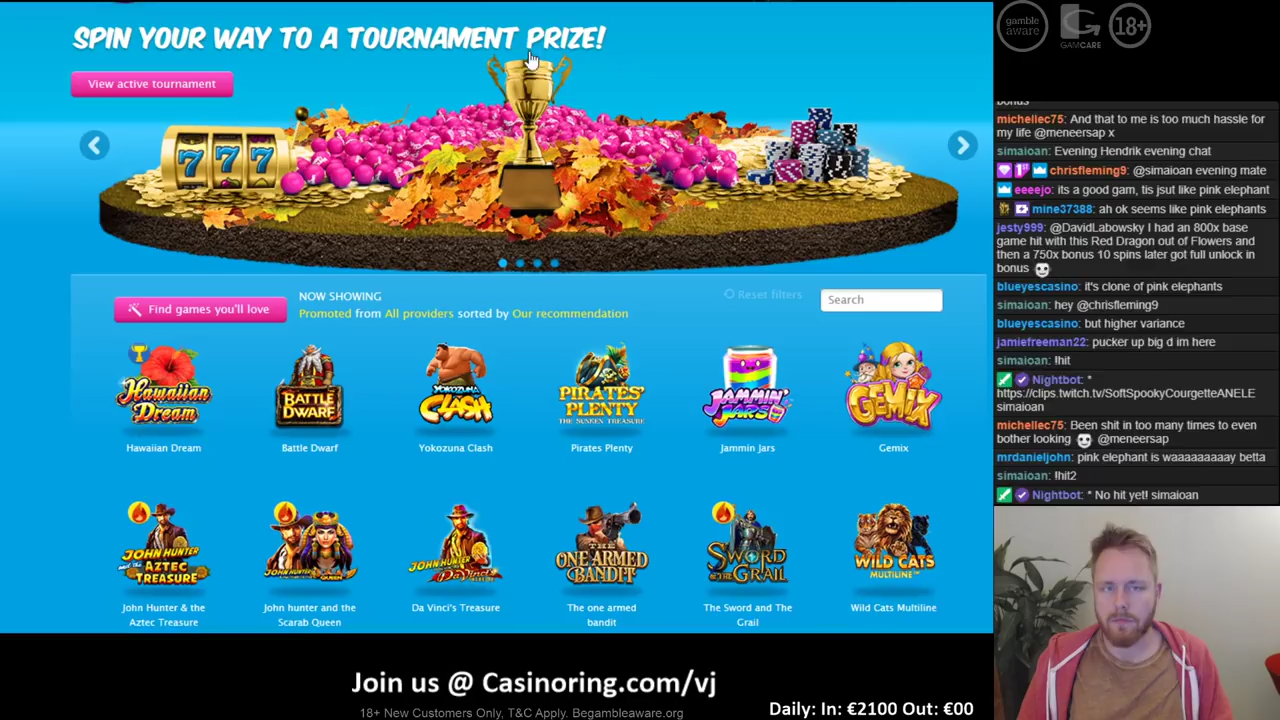 SPIN YOUR WAY TO A TOURNAMENT PRIZE!
View active tournament
777
Find games you'll love
NOW SHOWING
Promoted from All providers sorted by Our recommendation
Reset filters
Search
Hawaiian Dream
BATTLE DWARF
YOKOZUNA CLASH
PIRATES' PLENTY
THE SUNKEN TREASURE
JAMMIN' JARS
GEMIX
Hawaiian Dream
Battle Dwarf
Yokozuna Clash
Pirates Plenty
Jammin Jars
Gemix
JOHN HUNTER
AZTEC TREASURE
JOHN HUNTER
QUEEN
JOHN HUNTER
DA VINCI
THE ONE ARMED BANDIT
SWORD OF THE GRAIL
WILD CATS
MULTILINE™
John Hunter & the
Aztec Treasure
John hunter and the
Scarab Queen
Da Vinci's Treasure
The one armed
bandit
The Sword and The
Grail
Wild Cats Multiline
gamble
aware
GAMCARE
18+
bonus
michellec75: And that to me is too much hassle for
my life @meneersap x
simaioan: Evening Hendrik evening chat
1st chrisfleming9: @simaioan evening mate
eeeejo: its a good gam, tis jsut like pink elephant
mine37388: ah ok seems like pink elephants
jesty999: @DavidLabowsky I had an 800x base
game hit with this Red Dragon out of Flowers and
then a 750x bonus 10 spins later got full unlock in
bonus
blueyescasino: it's clone of pink elephants
simaioan: hey @chrisfleming9
blueyescasino: but higher variance
jamiefreeman22: pucker up big d im here
simaioan: !hit
Nightbot: *
https://clips.twitch.tv/SoftSpookyCourgetteANELE
simaioan
michellec75: Been shit in too many times to even
bother looking @meneersap
mrdanieljohn: pink elephant is waaaaaaaay betta
simaioan: !hit2
Nightbot: * No hit yet! simaioan
Join us @ Casinoring.com/vj
18+ New Customers Only, T&C Apply. Begambleaware.org
Daily: In: €2100 Out: €00